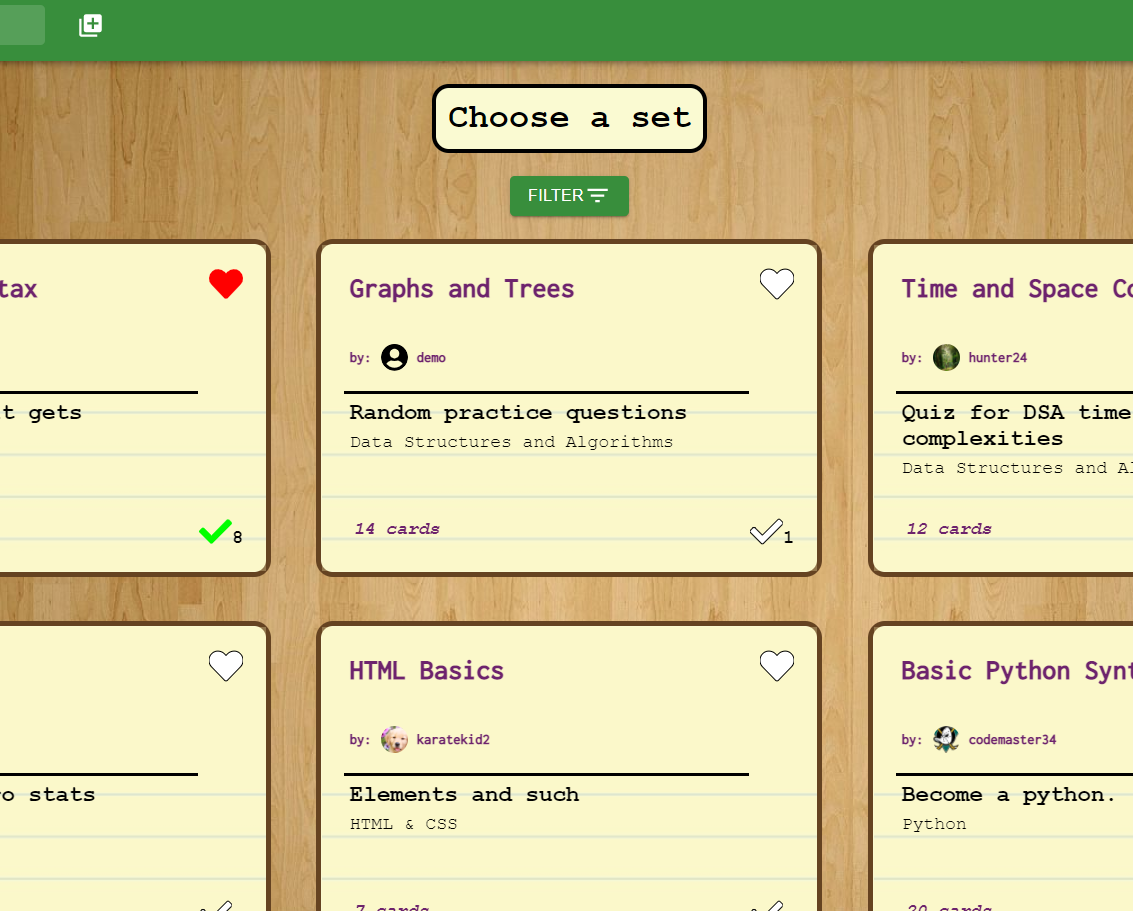 Choose a set
FILTER
tax
t gets
8
Graphs and Trees
by: demo
Random practice questions
Data Structures and Algorithms
14 cards
1
Time and Space Co
by: hunter24
Quiz for DSA time
complexities
Data Structures and Al
12 cards
o stats
HTML Basics
by: karatekid2
Elements and such
HTML & CSS
7 cards
Basic Python Synt
by: codemaster34
Become a python.
Python
20 cards